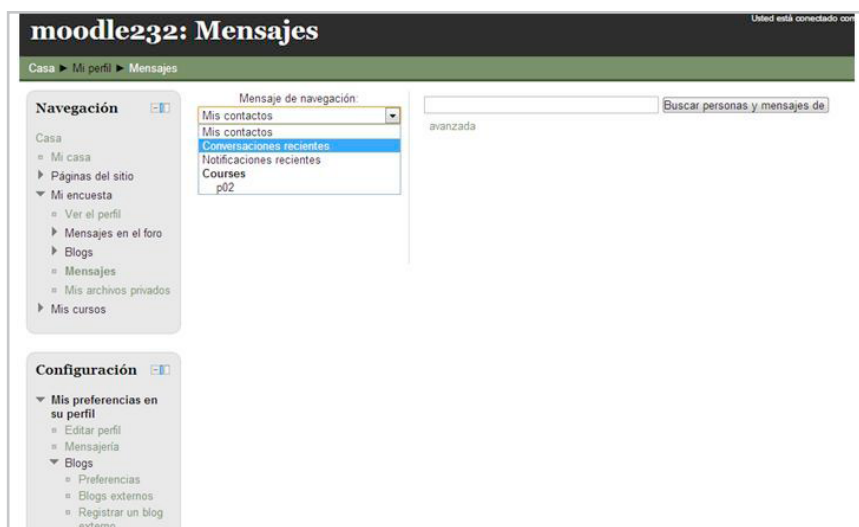 moodle232: Mensajes
Usted está conectado com
Casa ► Mi perfil ► Mensajes
Navegación
Casa
Mi casa
Páginas del sitio
Mi encuesta
Ver el perfil
Mensajes en el foro
Blogs
Mensajes
Mis archivos privados
Mis cursos
Mensaje de navegación:
Mis contactos
Mis contactos
Conversaciones recientes
Notificaciones recientes
Courses
p02
Buscar personas y mensajes de
avanzada
Configuración
Mis preferencias en
su perfil
Editar perfil
Mensajería
Blogs
Preferencias
Blogs externos
Registrar un blog
externo